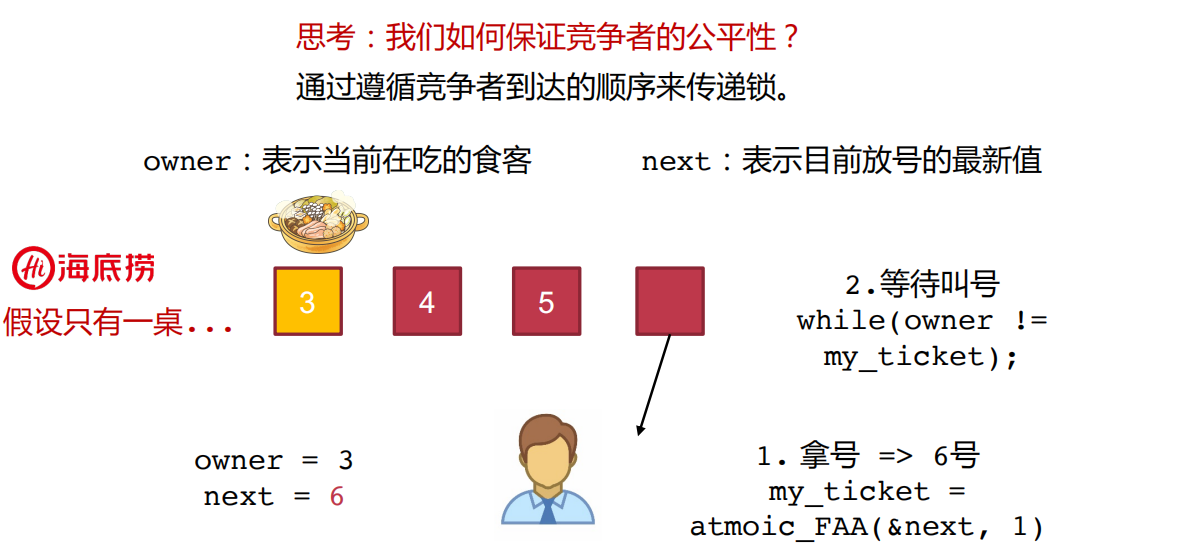 思考：我们如何保证竞争者的公平性？
通过遵循竞争者到达的顺序来传递锁。
owner：表示当前在吃的食客
next：表示目前放号的最新值
Hi 海底捞
假设只有一桌...
3
4
5
2.等待叫号
while(owner !=
my_ticket);
owner = 3
next = 6
1. 拿号 => 6号
my_ticket =
atmoic_FAA(&next, 1)